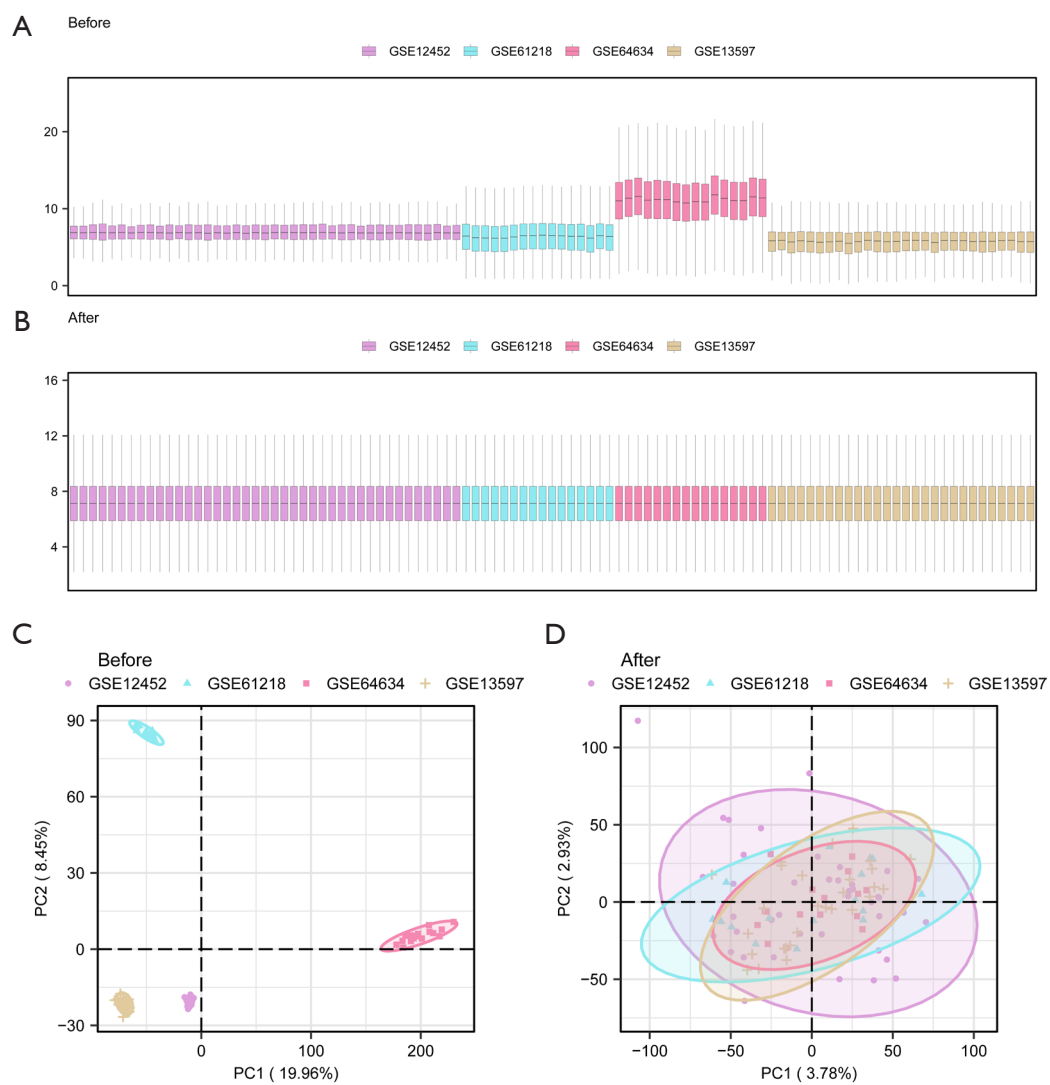 A
Before
GSE12452 GSE61218 GSE64634 GSE13597
20
10
0
B
After
GSE12452 GSE61218 GSE64634 GSE13597
16
12
8
4
C
Before
GSE12452 GSE61218 GSE64634 GSE13597
90
60
30
0
−30
PC2 ( 8.45%)
0 100 200
PC1 ( 19.96%)
D
After
GSE12452 GSE61218 GSE64634 GSE13597
100
50
0
−50
PC2 ( 2.93%)
−100 −50 0 50 100
PC1 ( 3.78%)